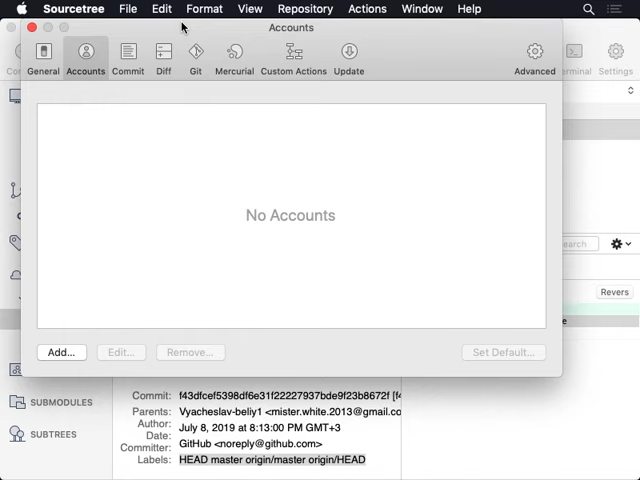 Sourcetree File Edit Format View Repository Actions Window Help
Accounts
General Accounts Commit Diff Git Mercurial Custom Actions Update Advanced
Settings
No Accounts
Revers
Add... Edit... Remove... Set Default...
Commit: f43dfcef5398df6e31f22227937bde9f23b8672f [f4
Parents: Vyacheslav-beliy1 <mister.white.2013@gmail.co
Author: July 8, 2019 at 8:13:00 PM GMT+3
Date: GitHub <noreply@github.com>
Committer:
Labels: HEAD master origin/master origin/HEAD
SUBMODULES
SUBTREES